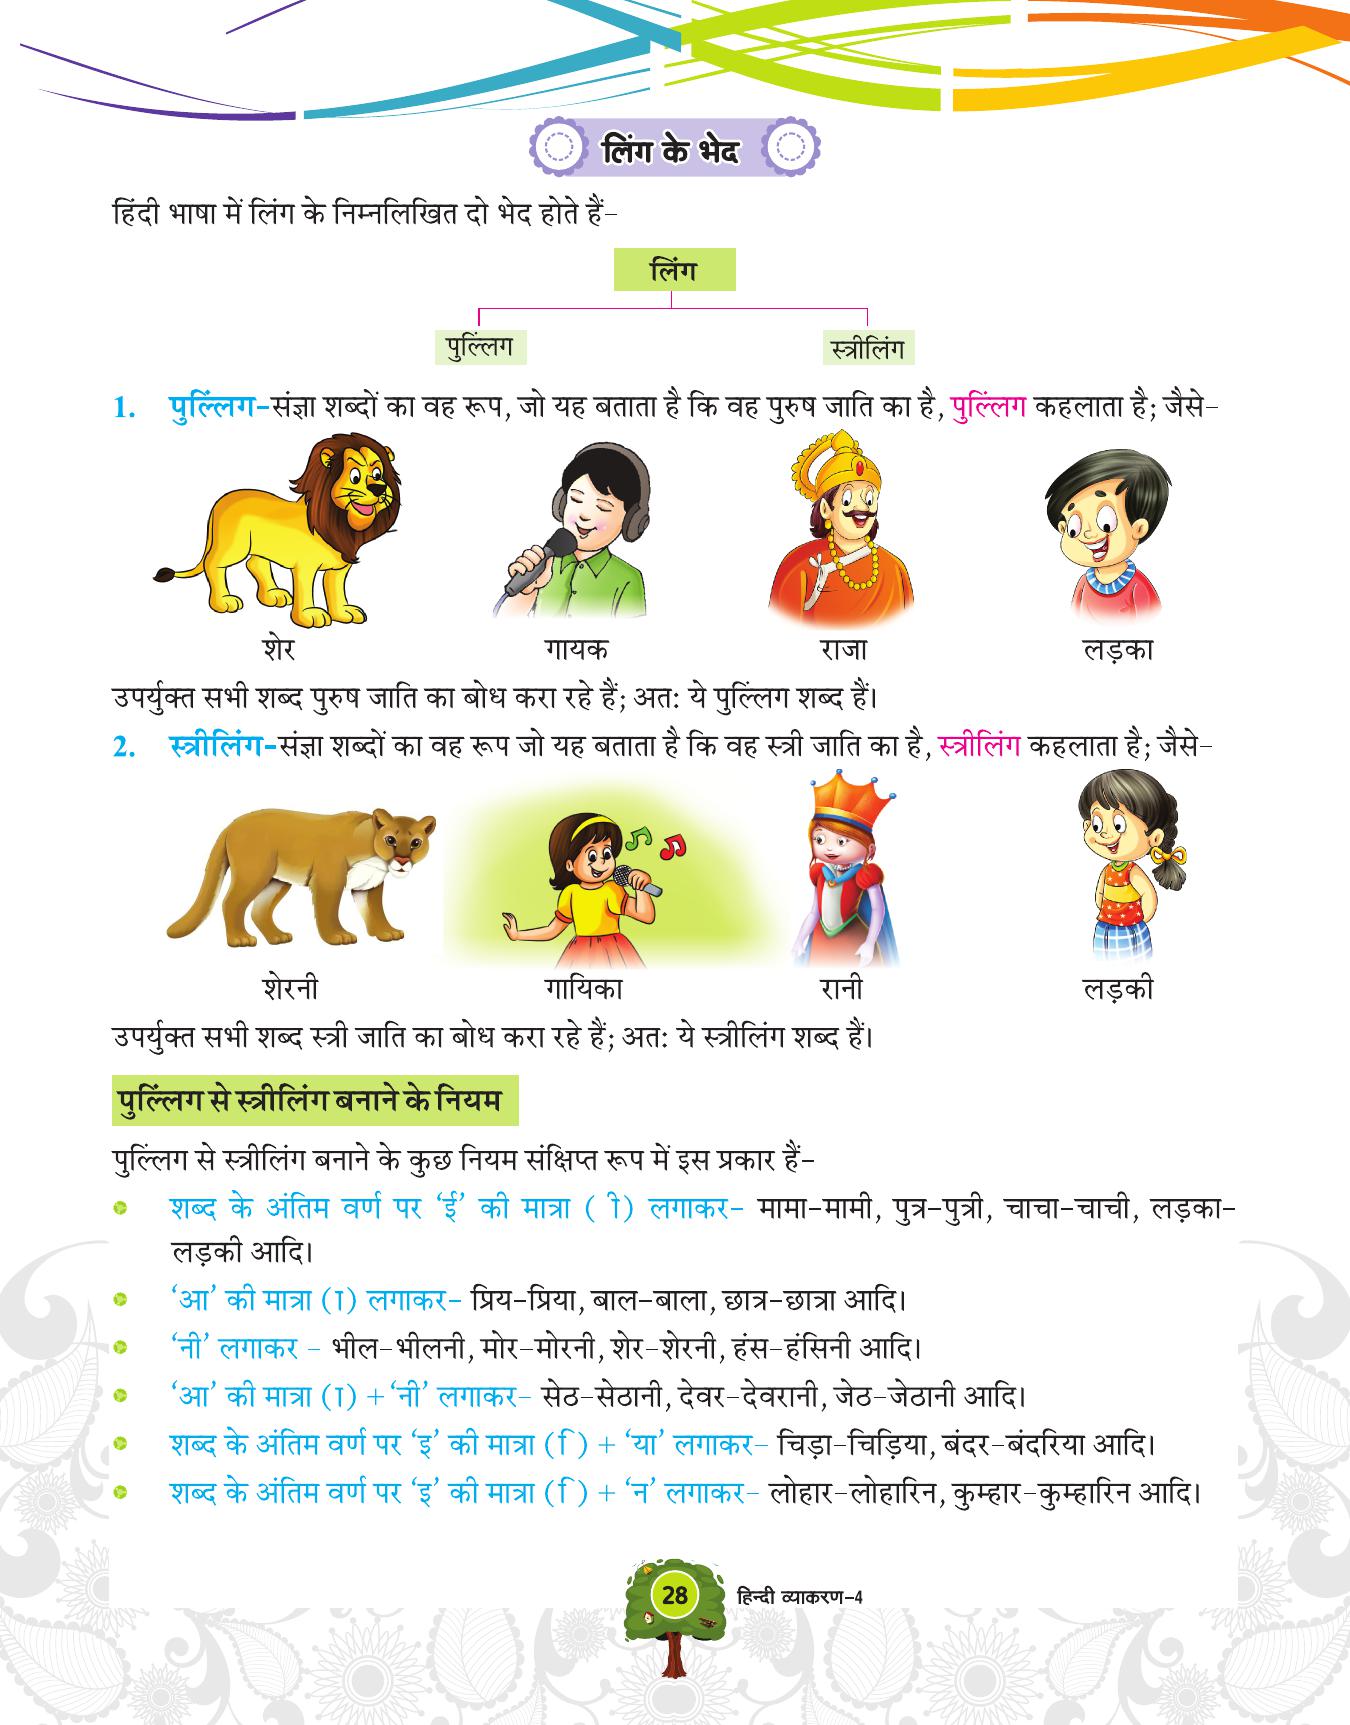 लिंग के भेद
हिंदी भाषा में लिंग के निम्नलिखित दो भेद होते हैं–
लिंग
पुल्लिंग
स्त्रीलिंग
1. पुल्लिंग–संज्ञा शब्दों का वह रूप, जो यह बताता है कि वह पुरुष जाति का है, पुल्लिंग कहलाता है; जैसे–
शेर
गायक
राजा
लड़का
उपर्युक्त सभी शब्द पुरुष जाति का बोध करा रहे हैं; अत: ये पुल्लिंग शब्द हैं।
2. स्त्रीलिंग–संज्ञा शब्दों का वह रूप जो यह बताता है कि वह स्त्री जाति का है, स्त्रीलिंग कहलाता है; जैसे–
शेरनी
गायिका
रानी
लड़की
उपर्युक्त सभी शब्द स्त्री जाति का बोध करा रहे हैं; अत: ये स्त्रीलिंग शब्द हैं।
पुल्लिंग से स्त्रीलिंग बनाने के नियम
पुल्लिंग से स्त्रीलिंग बनाने के कुछ नियम संक्षिप्त रूप में इस प्रकार हैं–
शब्द के अंतिम वर्ण पर ‘ई’ की मात्रा ( ी) लगाकर– मामा–मामी, पुत्र–पुत्री, चाचा–चाची, लड़का–
लड़की आदि।
‘आ’ की मात्रा (ा) लगाकर– प्रिय–प्रिया, बाल–बाला, छात्र–छात्रा आदि।
‘नी’ लगाकर – भील–भीलनी, मोर–मोरनी, शेर–शेरनी, हंस–हंसिनी आदि।
‘आ’ की मात्रा (ा) + ‘नी’ लगाकर– सेठ–सेठानी, देवर–देवरानी, जेठ–जेठानी आदि।
शब्द के अंतिम वर्ण पर ‘इ’ की मात्रा (ि ) + ‘या’ लगाकर– चिड़ा–चिड़िया, बंदर–बंदरिया आदि।
शब्द के अंतिम वर्ण पर ‘इ’ की मात्रा (ि ) + ‘न’ लगाकर– लोहार–लोहारिन, कुम्हार–कुम्हारिन आदि।
28 हिन्दी व्याकरण–4